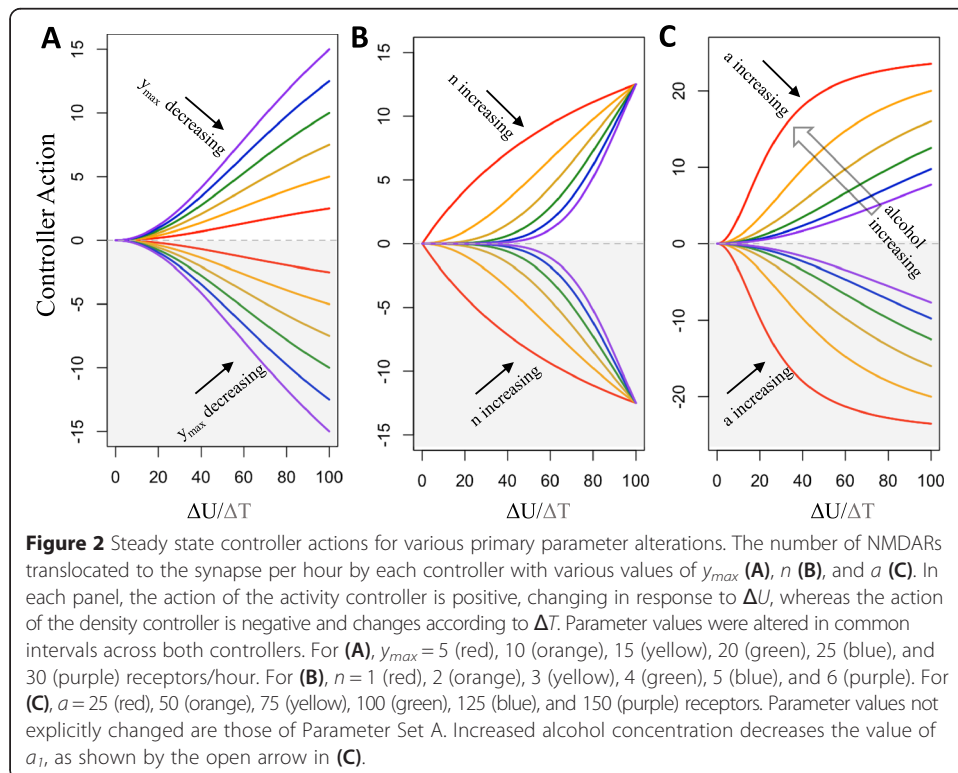 A
B
C
Controller Action
15
10
5
0
-5
-10
-15
y_max decreasing
y_max decreasing
0 20 40 60 80 100
ΔU/ΔT
10
5
0
-5
-10
n increasing
n increasing
0 20 40 60 80 100
ΔU/ΔT
20
10
0
-10
-20
a increasing
alcohol
increasing
a increasing
0 20 40 60 80 100
ΔU/ΔT
Figure 2 Steady state controller actions for various primary parameter alterations. The number of NMDARs
translocated to the synapse per hour by each controller with various values of y_max (A), n (B), and a (C). In
each panel, the action of the activity controller is positive, changing in response to ΔU, whereas the action
of the density controller is negative and changes according to ΔT. Parameter values were altered in common
intervals across both controllers. For (A), y_max = 5 (red), 10 (orange), 15 (yellow), 20 (green), 25 (blue), and
30 (purple) receptors/hour. For (B), n = 1 (red), 2 (orange), 3 (yellow), 4 (green), 5 (blue), and 6 (purple). For
(C), a = 25 (red), 50 (orange), 75 (yellow), 100 (green), 125 (blue), and 150 (purple) receptors. Parameter values not
explicitly changed are those of Parameter Set A. Increased alcohol concentration decreases the value of
a₁, as shown by the open arrow in (C).